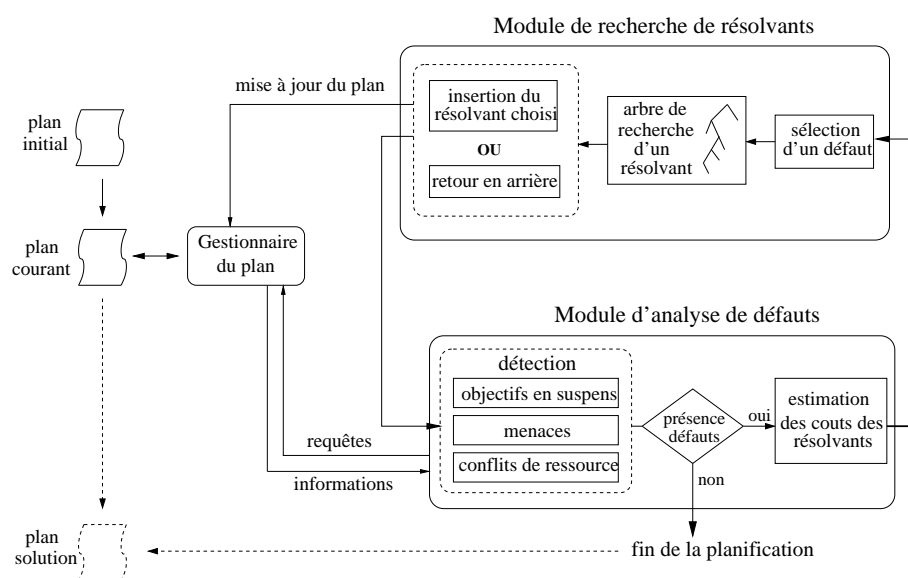 Module de recherche de résolvants
mise à jour du plan
insertion du
résolvant choisi
OU
retour en arrière
arbre de
recherche
d'un
résolvant
sélection
d'un défaut
plan
initial
plan
courant
Gestionnaire
du plan
Module d'analyse de défauts
détection
objectifs en suspens
menaces
conflits de ressource
présence
défauts
oui
non
estimation
des couts des
résolvants
requêtes
informations
plan
solution
fin de la planification